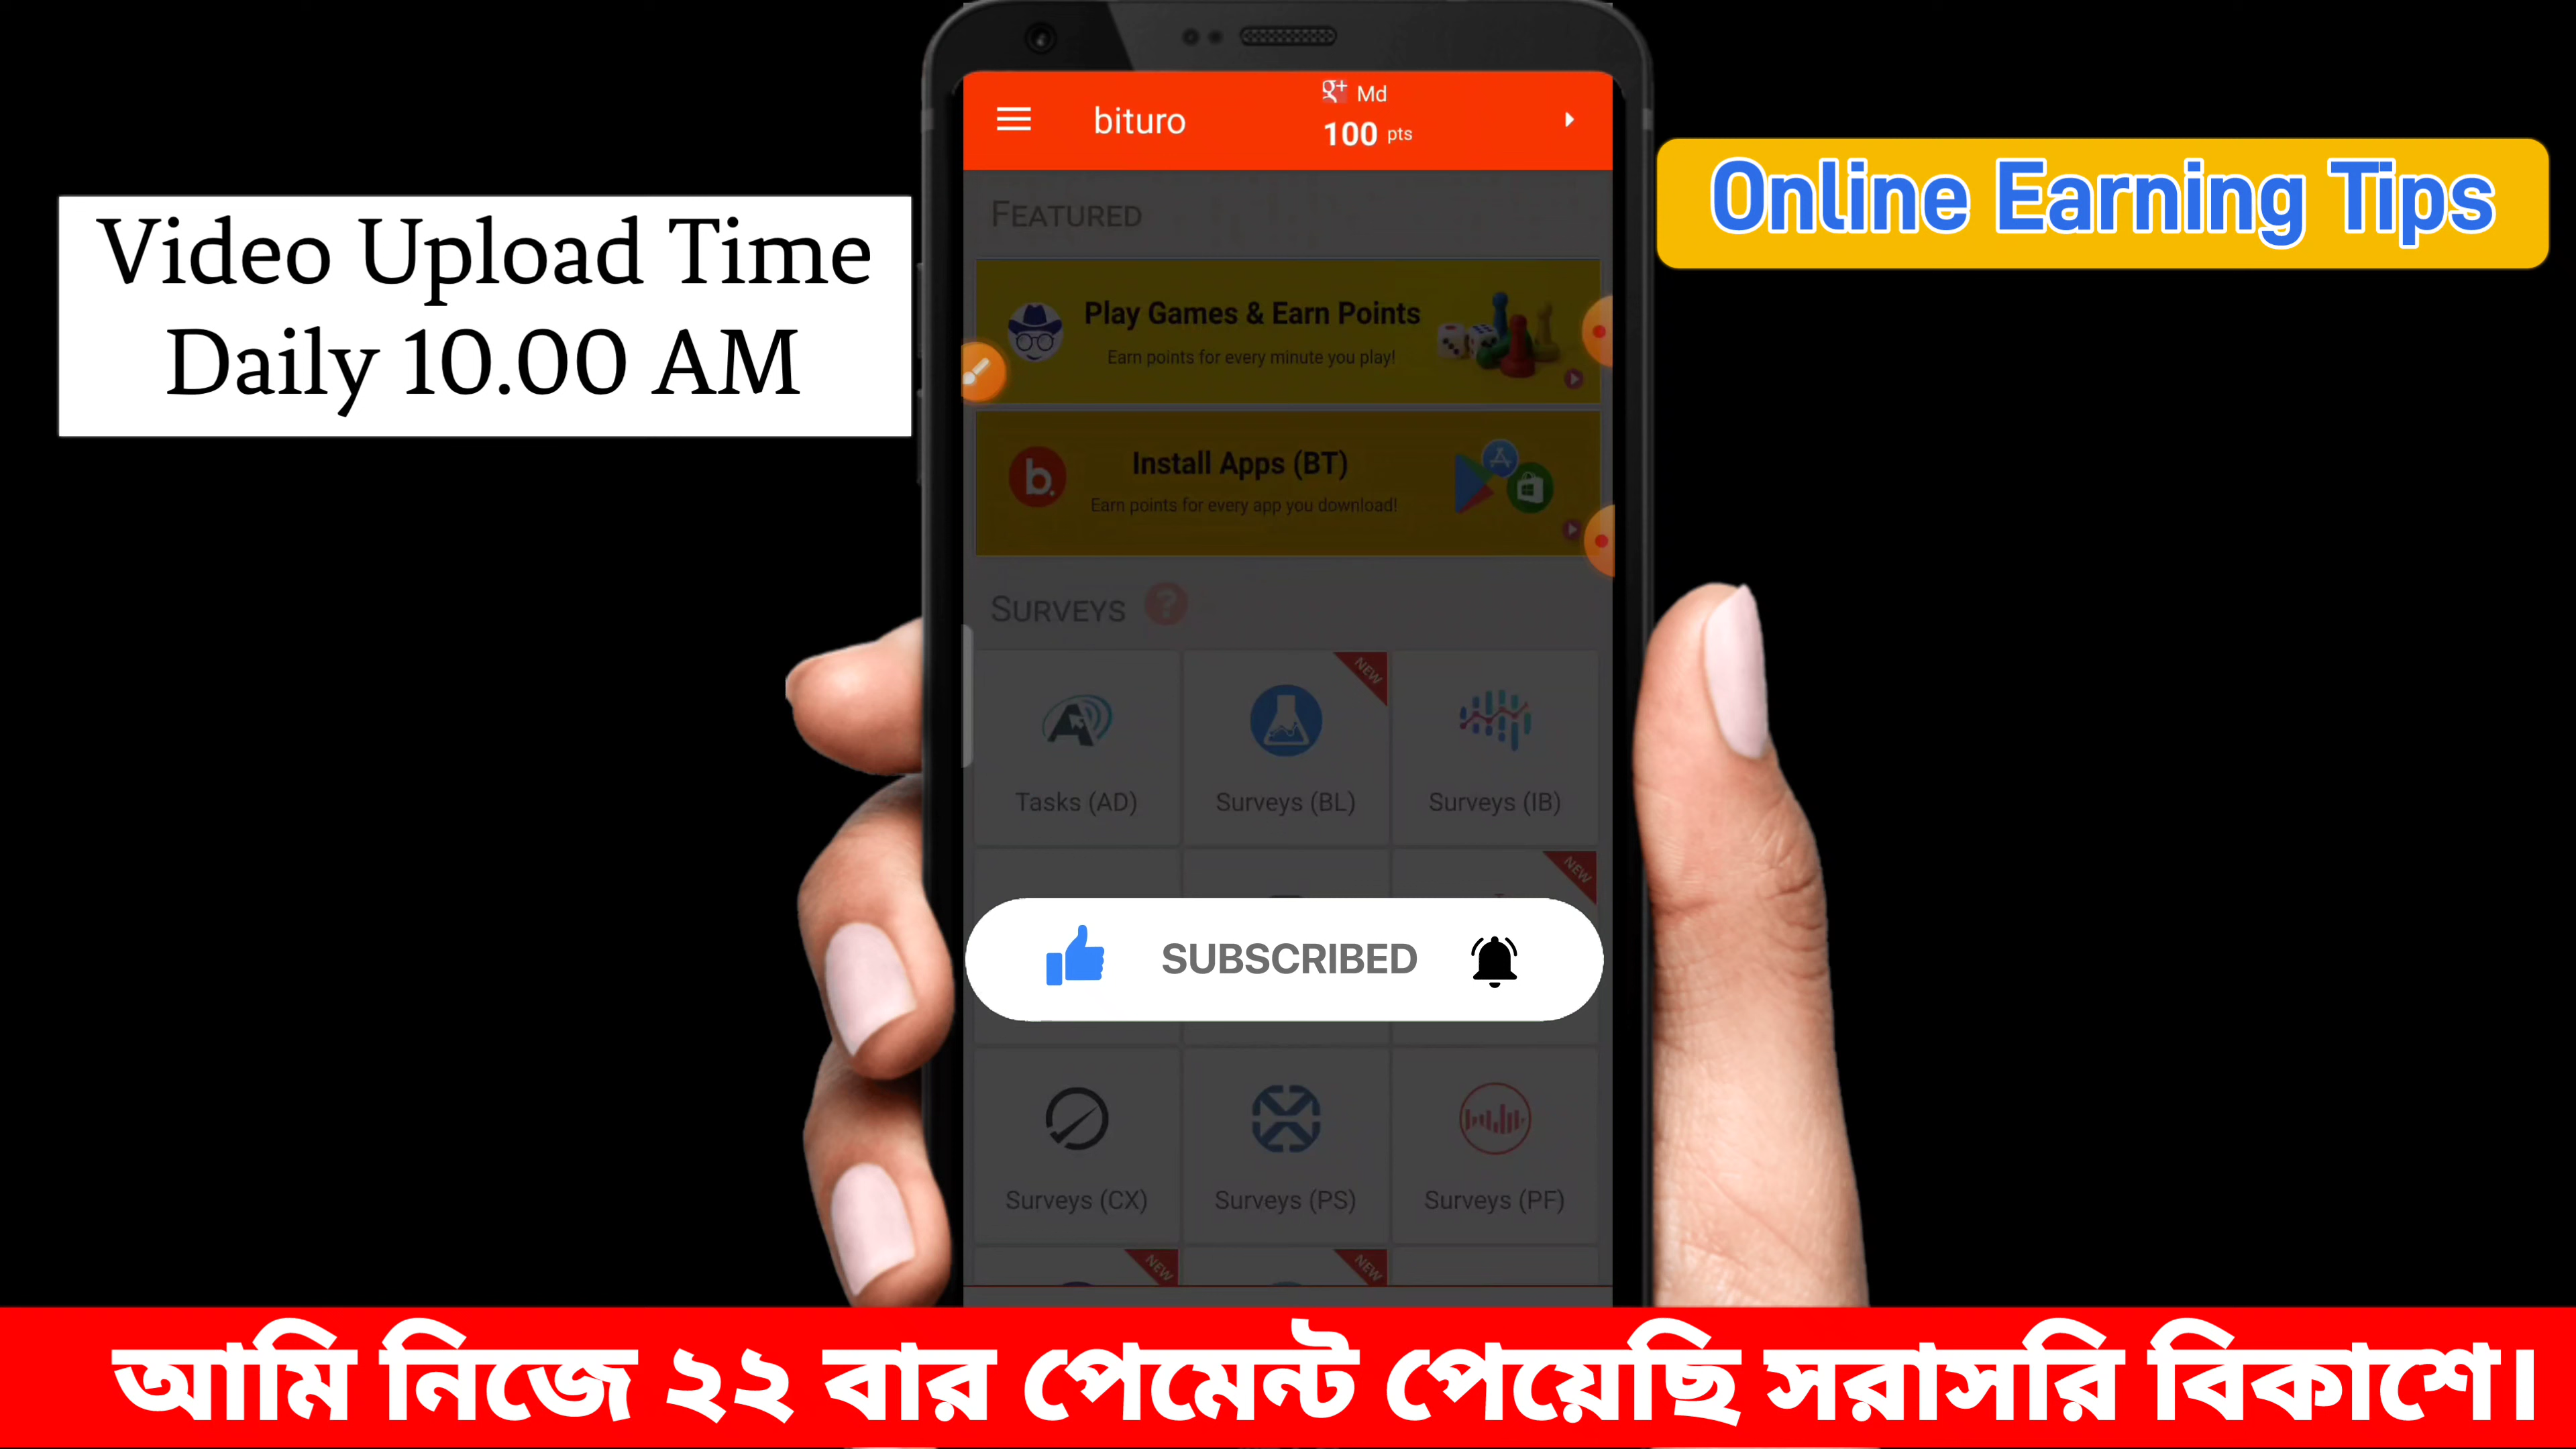 Video Upload Time
Daily 10.00 AM
bituro
g+ Md
100 pts
Online Earning Tips
FEATURED
Play Games & Earn Points
Earn points for every minute you play!
b.
Install Apps (BT)
Earn points for every app you download!
SURVEYS ?
NEW
Tasks (AD)
Surveys (BL)
Surveys (IB)
NEW
SUBSCRIBED
Surveys (CX)
Surveys (PS)
Surveys (PF)
NEW
NEW
আমি নিজে ২২ বার পেমেন্ট পেয়েছি সরাসরি বিকাশে।